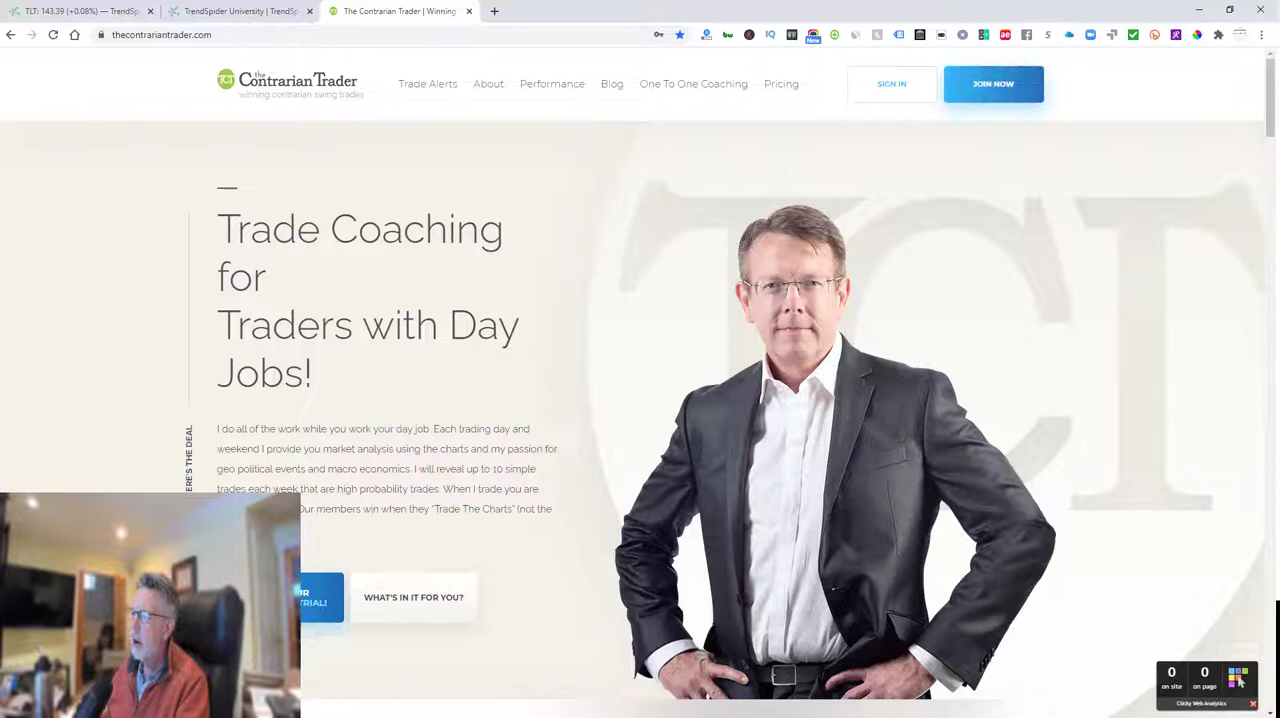 TLT: 143.39 (+0.08%) — TrendSp
TrendSpider University | TrendSp
The Contrarian Trader | Winning
thecontrariantrader.com
New
IQ
TCT
the
Contrarian Trader
winning contrarian swing trades
Trade Alerts
About
Performance
Blog
One To One Coaching
Pricing
SIGN IN
JOIN NOW
TCT
Trade Coaching
for
Traders with Day
Jobs!
ERE'S THE DEAL
I do all of the work while you work your day job. Each trading day and
weekend I provide you market analysis using the charts and my passion for
geo political events and macro economics. I will reveal up to 10 simple
trades each week that are high probability trades. When I trade you are
Our members win when they "Trade The Charts" (not the
TRIAL!
WHAT'S IN IT FOR YOU?
0
on site
0
on page
Clicky Web Analytics